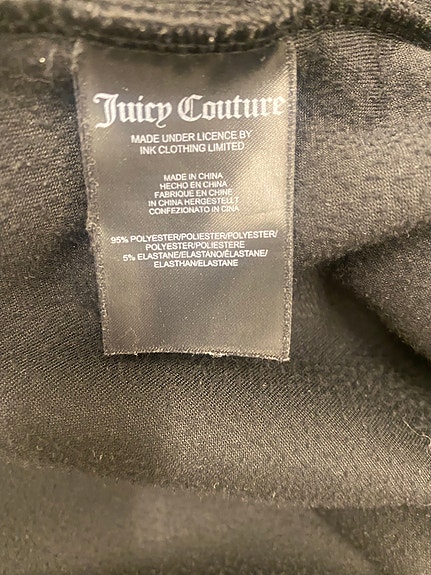 Juicy Couture
MADE UNDER LICENCE BY
INK CLOTHING LIMITED
MADE IN CHINA
HECHO EN CHINA
FABRIQUE EN CHINE
IN CHINA HERGESTELLT
CONFEZIONATO IN CINA
95% POLYESTER/POLIESTER/POLYESTER/
POLYESTER/POLIESTERE
5% ELASTANE/ELASTANO/ÉLASTANE/
ELASTHAN/ELASTANE